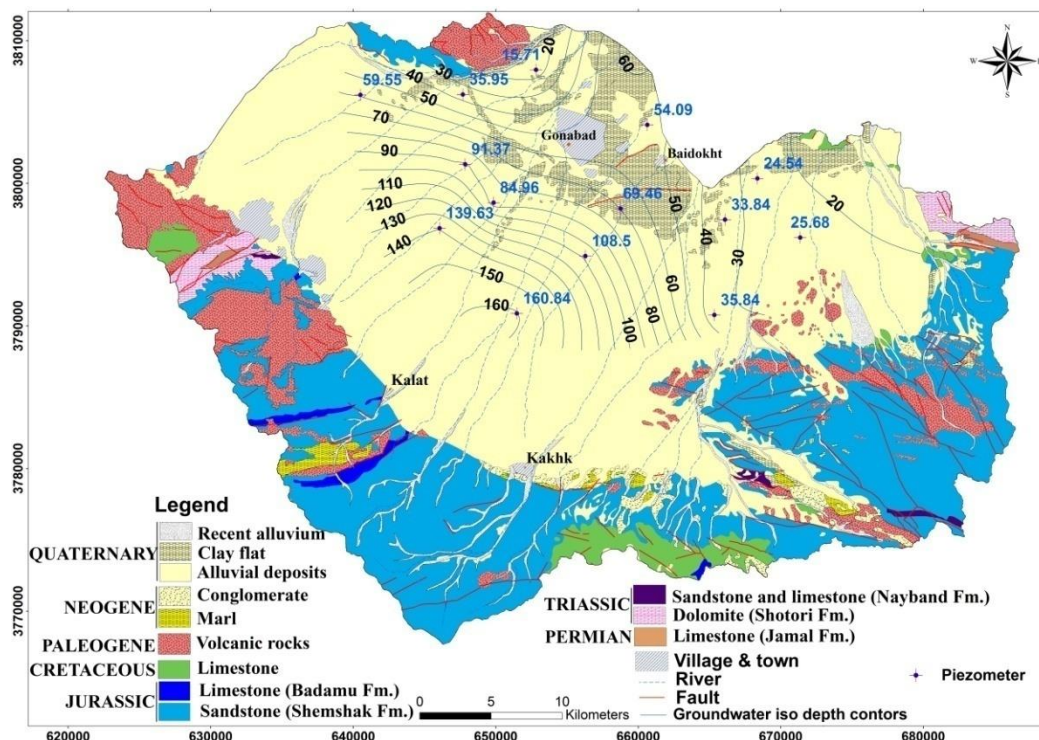 3810000
3800000
3790000
3780000
3770000
N
W E
S
20
15.71
60
40
30
35.95
59.55
50
54.09
70
Gonabad
90
91.37
Baidokht
24.54
110
84.96
69.46
50
20
120
139.63
33.84
130
40
25.68
140
108.5
30
150
60
160
160.84
80
35.84
100
Kalat
Kakhk
Legend
Recent alluvium
QUATERNARY
Clay flat
Alluvial deposits
NEOGENE
Conglomerate
Marl
PALEOGENE
Volcanic rocks
CRETACEOUS
Limestone
JURASSIC
Limestone (Badamu Fm.)
Sandstone (Shemshak Fm.)
TRIASSIC
Sandstone and limestone (Nayband Fm.)
Dolomite (Shotori Fm.)
PERMIAN
Limestone (Jamal Fm.)
Village & town
River
Fault
Groundwater iso depth contors
Piezometer
0 5 10
Kilometers
620000 630000 640000 650000 660000 670000 680000